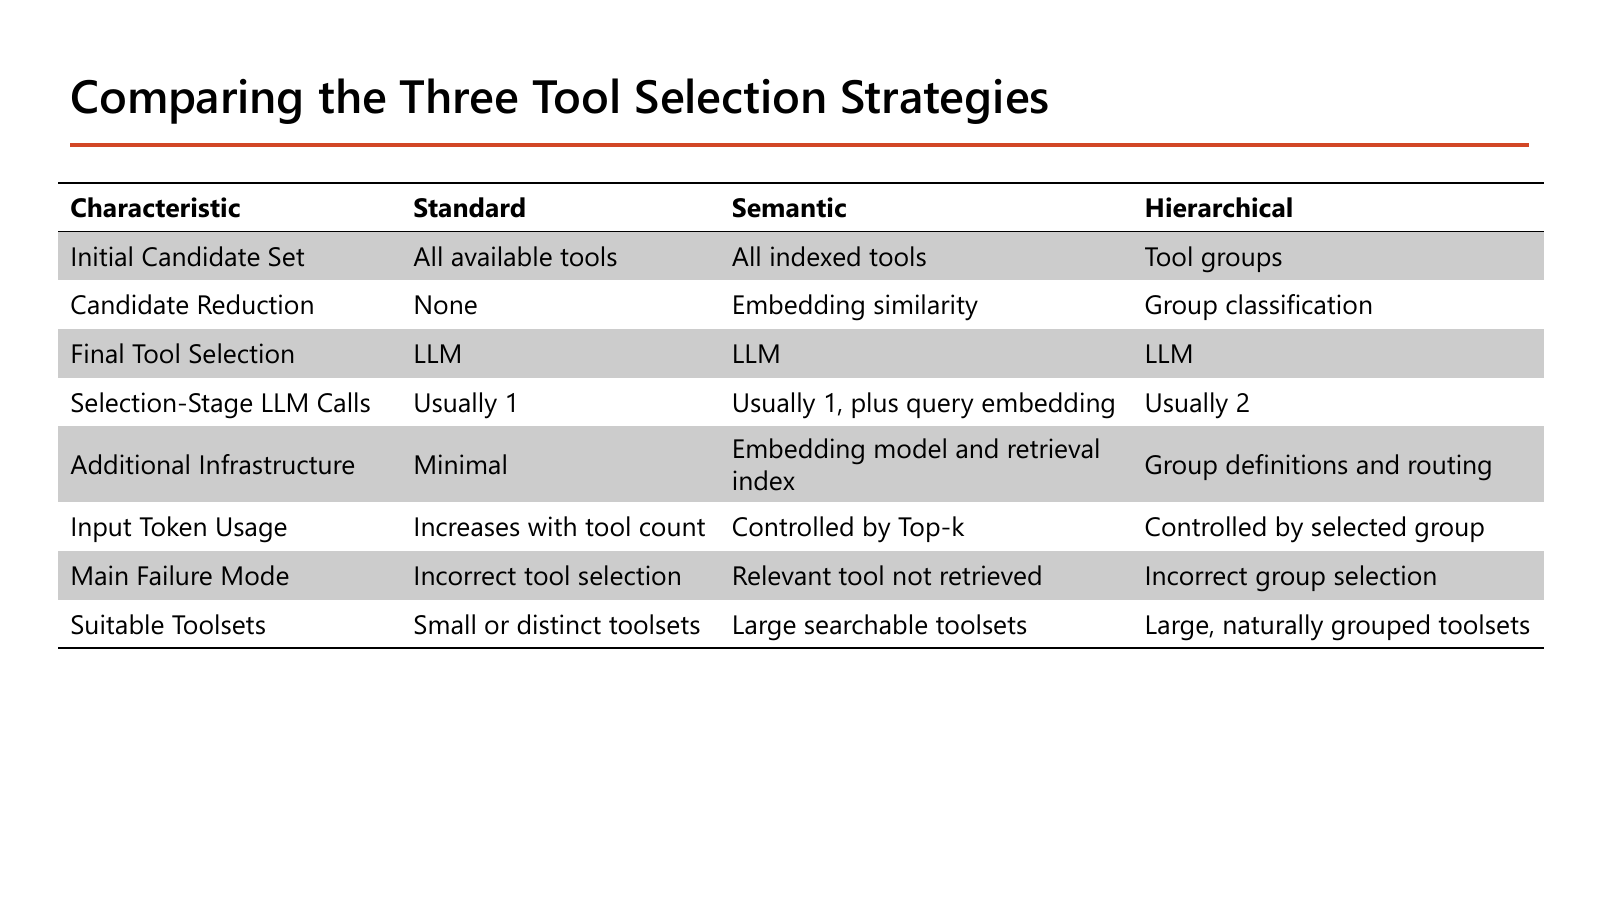 Comparing the Three Tool Selection Strategies
Characteristic Standard Semantic Hierarchical
Initial Candidate Set All available tools All indexed tools Tool groups
Candidate Reduction None Embedding similarity Group classification
Final Tool Selection LLM LLM LLM
Selection-Stage LLM Calls Usually 1 Usually 1, plus query embedding Usually 2
Additional Infrastructure Minimal Embedding model and retrieval
index Group definitions and routing
Input Token Usage Increases with tool count Controlled by Top-k Controlled by selected group
Main Failure Mode Incorrect tool selection Relevant tool not retrieved Incorrect group selection
Suitable Toolsets Small or distinct toolsets Large searchable toolsets Large, naturally grouped toolsets